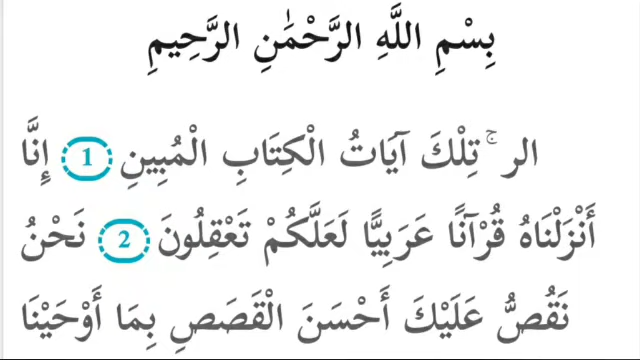 بِسْمِ اللَّهِ الرَّحْمَٰنِ الرَّحِيمِ
الر ۚ تِلْكَ آيَاتُ الْكِتَابِ الْمُبِينِ 1 إِنَّا
أَنْزَلْنَاهُ قُرْآنًا عَرَبِيًّا لَعَلَّكُمْ تَعْقِلُونَ 2 نَحْنُ
نَقُصُّ عَلَيْكَ أَحْسَنَ الْقَصَصِ بِمَا أَوْحَيْنَا